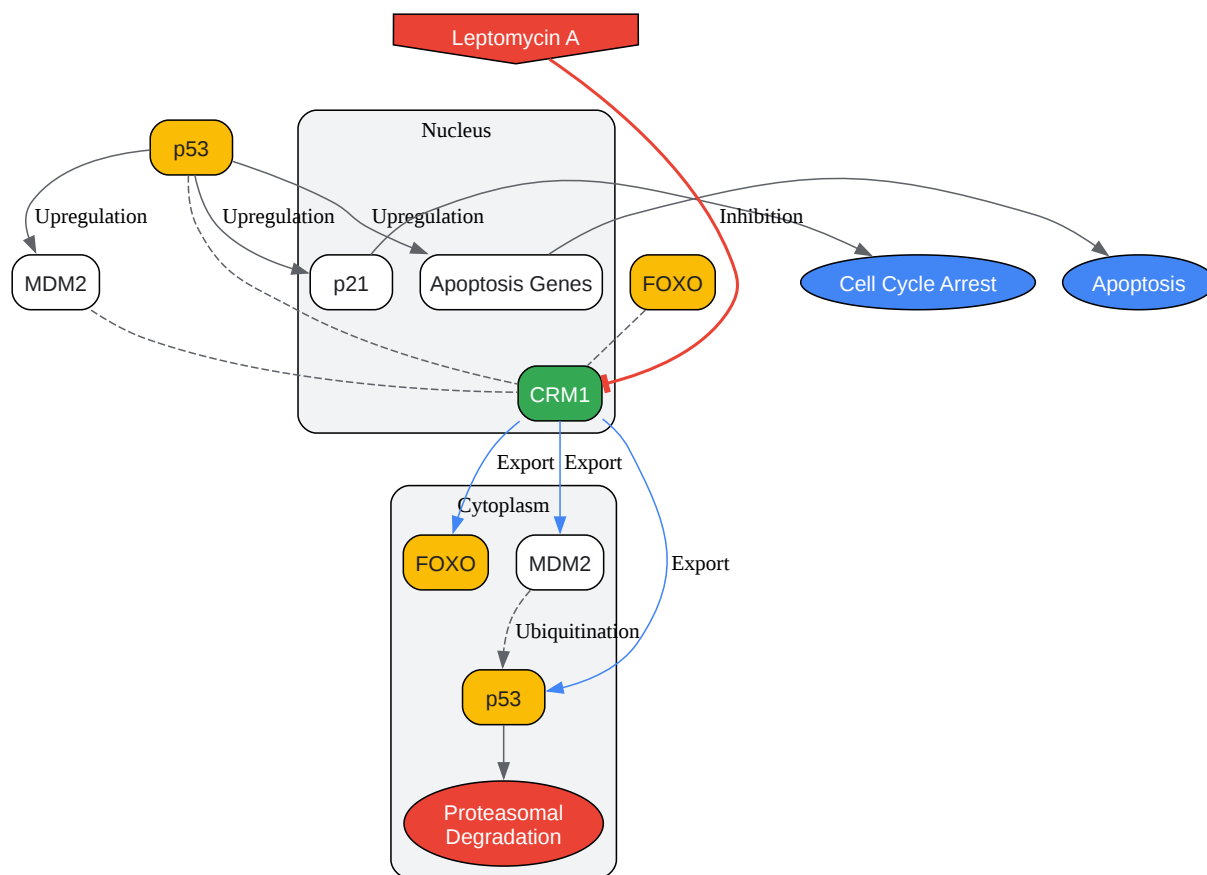 Leptomycin A
Nucleus
p53
Upregulation
Upregulation
Upregulation
Inhibition
MDM2
p21
Apoptosis Genes
FOXO
Cell Cycle Arrest
Apoptosis
CRM1
Export
Export
Cytoplasm
FOXO
MDM2
Export
Ubiquitination
p53
Proteasomal
Degradation